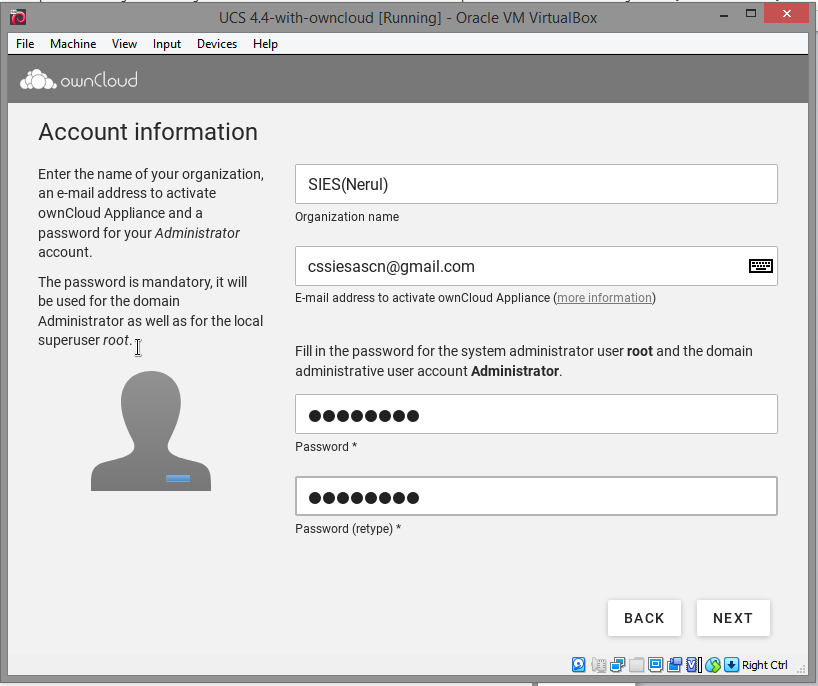 UCS 4.4-with-owncloud [Running] - Oracle VM VirtualBox
File Machine View Input Devices Help
ownCloud
Account information
Enter the name of your organization,
an e-mail address to activate
ownCloud Appliance and a
password for your Administrator
account.
The password is mandatory, it will
be used for the domain
Administrator as well as for the local
superuser root.
SIES(Nerul)
Organization name
cssiesascn@gmail.com
E-mail address to activate ownCloud Appliance (more information)
Fill in the password for the system administrator user root and the domain
administrative user account Administrator.
●●●●●●●●
Password *
●●●●●●●●
Password (retype) *
BACK NEXT
Right Ctrl